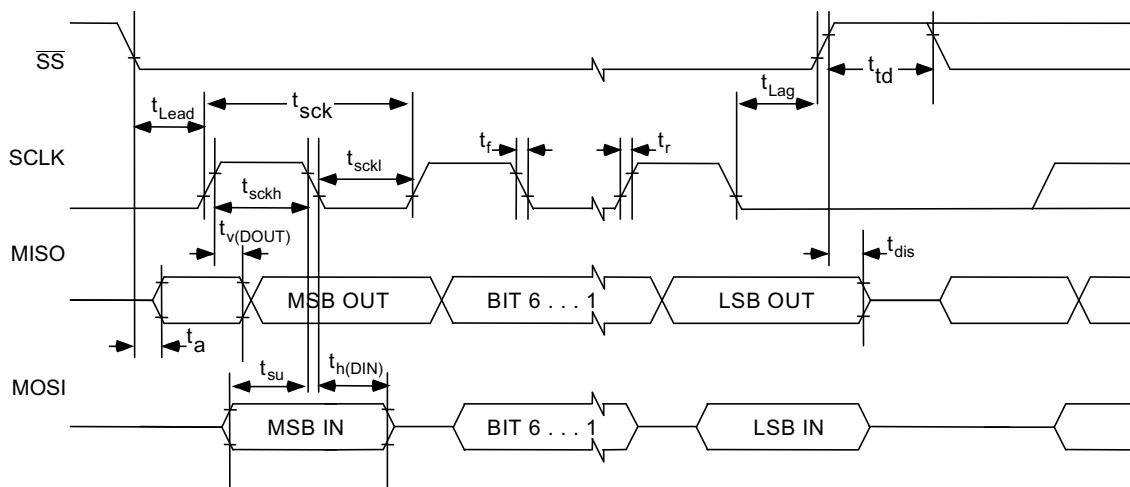 SS
t_td
t_Lead
t_sck
t_Lag
SCLK
t_f
t_r
t_sckl
t_sckh
t_v(DOUT)
MISO
t_dis
MSB OUT
BIT 6 . . . 1
LSB OUT
t_a
t_su
t_h(DIN)
MOSI
MSB IN
BIT 6 . . . 1
LSB IN